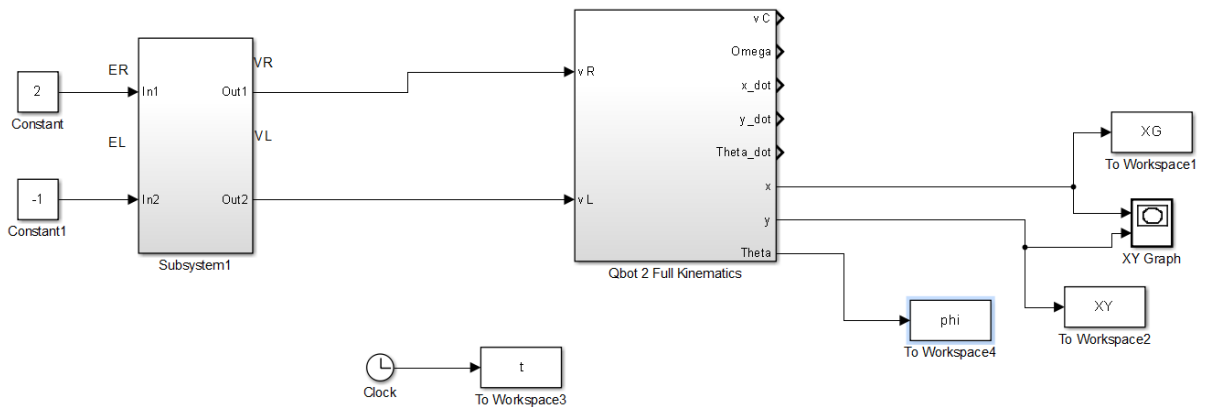 ER
2
Constant
EL
-1
Constant1
In1
Out1
In2
Out2
Subsystem1
VR
VL
v R
v L
v C
Omega
x_dot
y_dot
Theta_dot
x
y
Theta
Qbot 2 Full Kinematics
XG
To Workspace1
XY Graph
XY
To Workspace2
phi
To Workspace4
Clock
t
To Workspace3